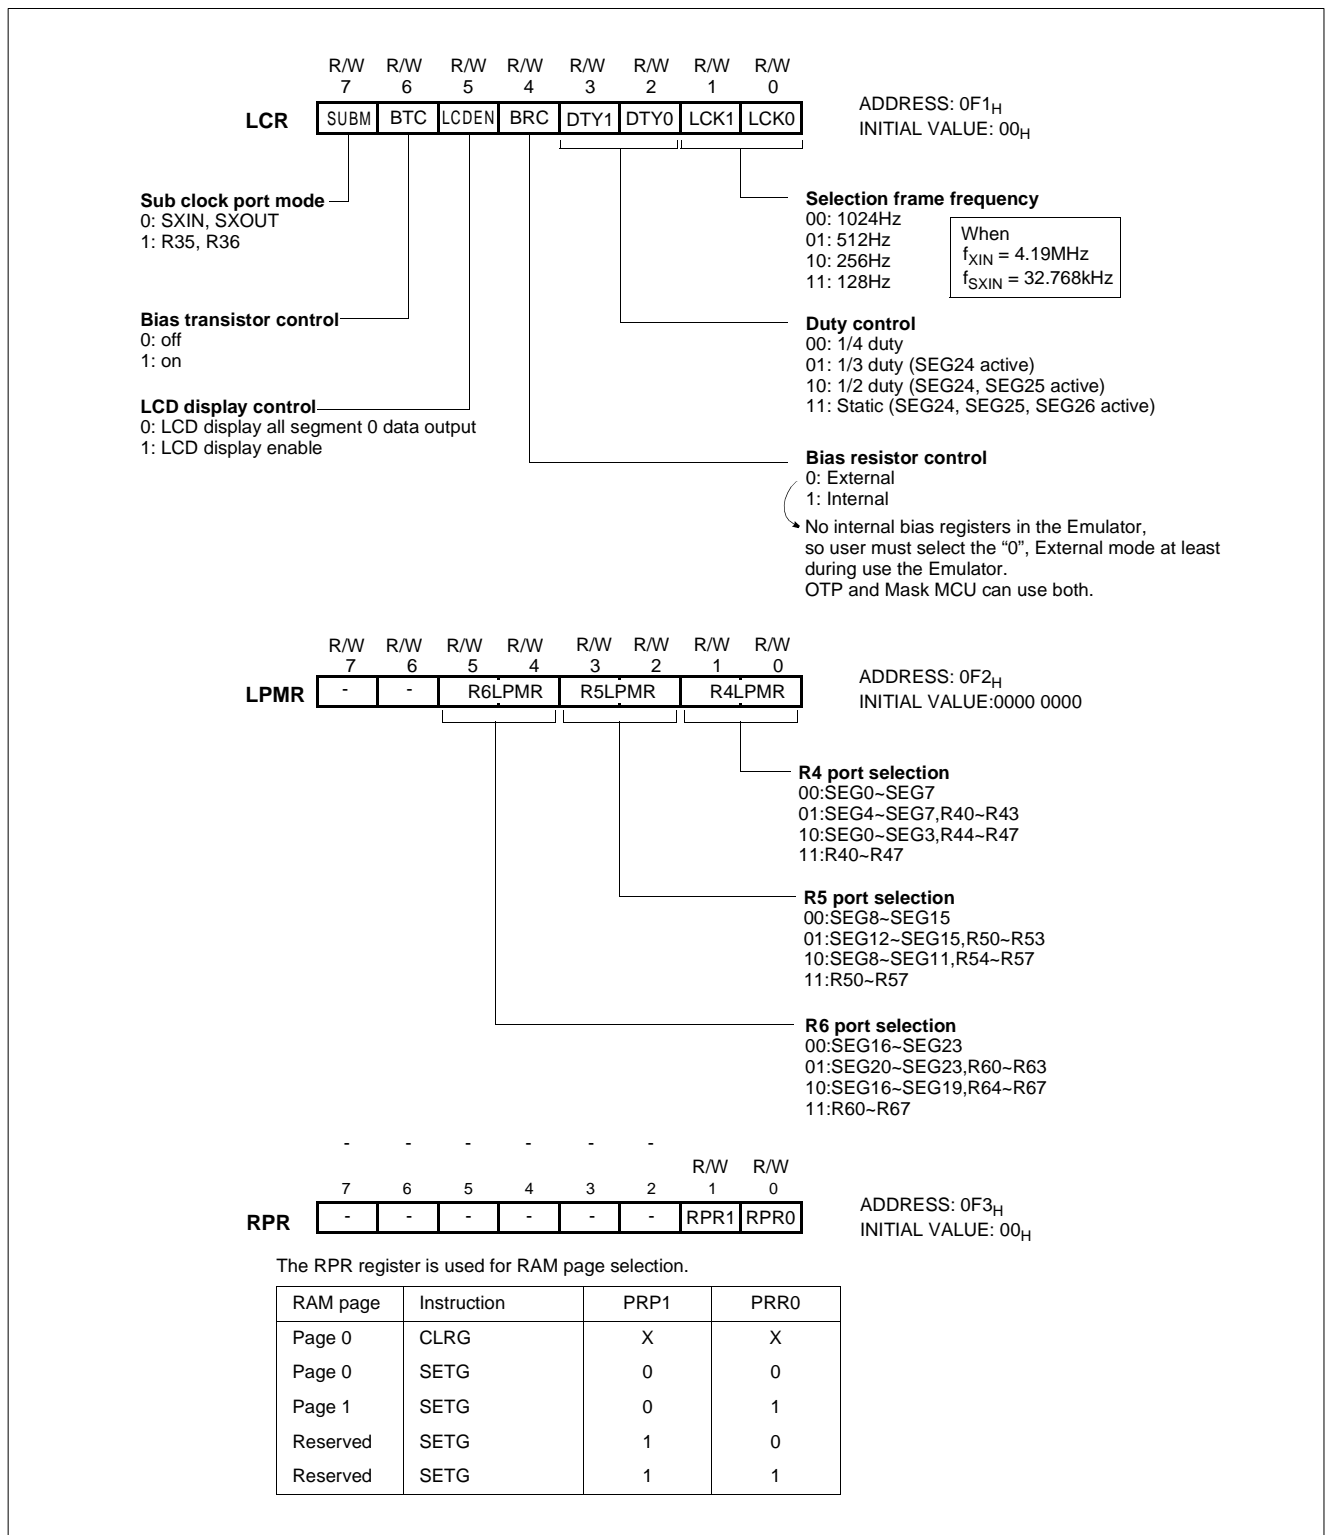 R/W R/W R/W R/W R/W R/W R/W R/W
7 6 5 4 3 2 1 0
LCR SUBM BTC LCDEN BRC DTY1 DTY0 LCK1 LCK0
ADDRESS: 0F1H
INITIAL VALUE: 00H
Sub clock port mode
0: SXIN, SXOUT
1: R35, R36
Bias transistor control
0: off
1: on
LCD display control
0: LCD display all segment 0 data output
1: LCD display enable
Selection frame frequency
00: 1024Hz
01: 512Hz
10: 256Hz
11: 128Hz
When
fXIN = 4.19MHz
fSXIN = 32.768kHz
Duty control
00: 1/4 duty
01: 1/3 duty (SEG24 active)
10: 1/2 duty (SEG24, SEG25 active)
11: Static (SEG24, SEG25, SEG26 active)
Bias resistor control
0: External
1: Internal
No internal bias registers in the Emulator,
so user must select the “0”, External mode at least
during use the Emulator.
OTP and Mask MCU can use both.
R/W R/W R/W R/W R/W R/W R/W R/W
7 6 5 4 3 2 1 0
LPMR - - R6LPMR R5LPMR R4LPMR
ADDRESS: 0F2H
INITIAL VALUE:0000 0000
R4 port selection
00:SEG0~SEG7
01:SEG4~SEG7,R40~R43
10:SEG0~SEG3,R44~R47
11:R40~R47
R5 port selection
00:SEG8~SEG15
01:SEG12~SEG15,R50~R53
10:SEG8~SEG11,R54~R57
11:R50~R57
R6 port selection
00:SEG16~SEG23
01:SEG20~SEG23,R60~R63
10:SEG16~SEG19,R64~R67
11:R60~R67
- - - - - -
R/W R/W
7 6 5 4 3 2 1 0
RPR - - - - - - RPR1 RPR0
ADDRESS: 0F3H
INITIAL VALUE: 00H
The RPR register is used for RAM page selection.
RAM page Instruction PRP1 PRR0
Page 0 CLRG X X
Page 0 SETG 0 0
Page 1 SETG 0 1
Reserved SETG 1 0
Reserved SETG 1 1